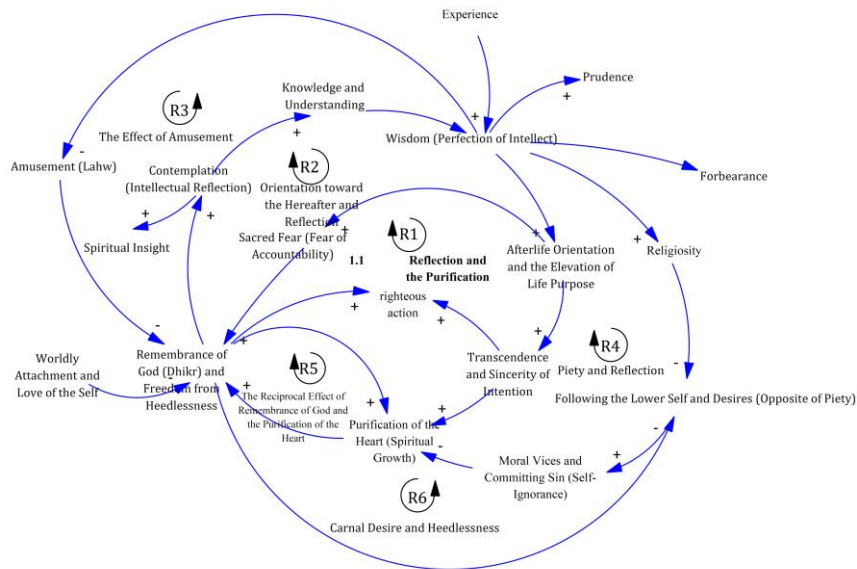 Experience
Prudence
Knowledge and
Understanding
R3
The Effect of Amusement
+
+
+
-
Amusement (Lahw)
Wisdom (Perfection of Intellect)
Forbearance
Contemplation
(Intellectual Reflection)
R2
Orientation toward
the Hereafter and
Reflection
Sacred Fear (Fear of
Accountability)
+
+
+
Spiritual Insight
R1
1.1
Reflection and
the Purification
+
+
Religiosity
Afterlife Orientation
and the Elevation of
Life Purpose
righteous
action
+
+
+
-
Worldly
Attachment and
Love of the Self
-
Remembrance of
God (Dhikr) and
Freedom from
Heedlessness
+
+
R5
The Reciprocal Effect of
Remembrance of God and
the Purification of the
Heart
Transcendence
and Sincerity of
Intention
R4
Piety and Reflection
-
Following the Lower Self and Desires (Opposite of Piety)
+
+
-
Purification of the
Heart (Spiritual
Growth)
-
+
Moral Vices and
Committing Sin (Self-
Ignorance)
R6
Carnal Desire and Heedlessness